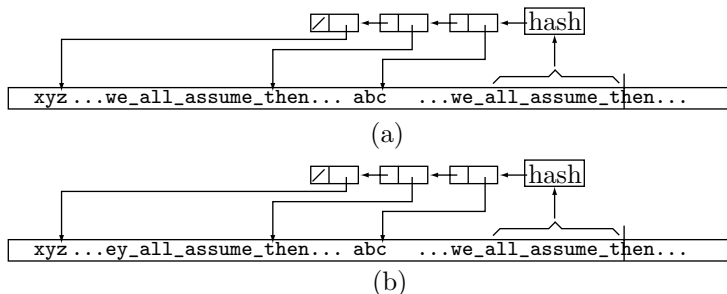 hash
xyz ...we_all_assume_then... abc ...we_all_assume_then...
(a)
hash
xyz ...ey_all_assume_then... abc ...we_all_assume_then...
(b)